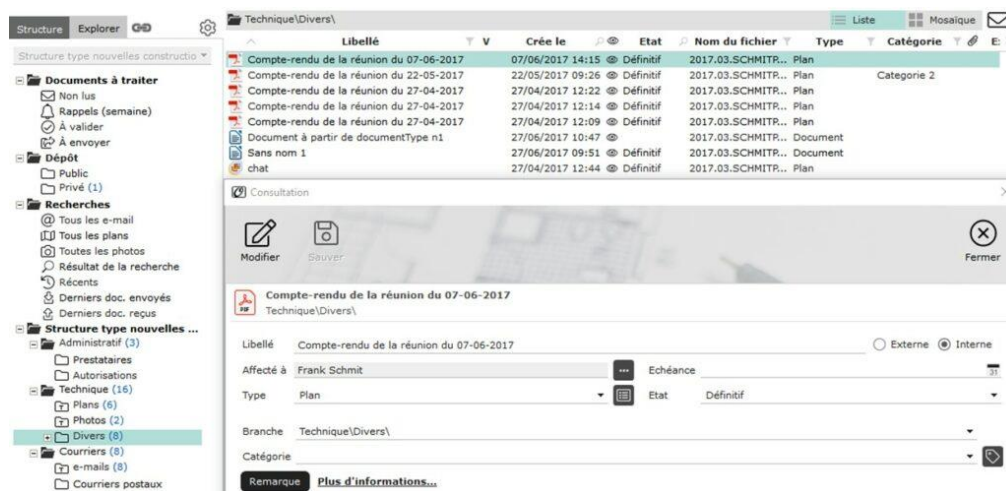 Structure Explorer
Structure type nouvelles constructio
Documents à traiter
Non lus
Rappels (semaine)
À valider
À envoyer
Dépôt
Public
Privé (1)
Recherches
Tous les e-mail
Tous les plans
Toutes les photos
Résultat de la recherche
Récents
Derniers doc. envoyés
Derniers doc. reçus
Structure type nouvelles ...
Administratif (3)
Prestataires
Autorisations
Technique (16)
Plans (6)
Photos (2)
Divers (8)
Courriers (8)
e-mails (8)
Courriers postaux
Technique\Divers\ Liste Mosaïque
Libellé V Crée le Etat Nom du fichier Type Catégorie E:
Compte-rendu de la réunion du 07-06-2017 07/06/2017 14:15 Définitif 2017.03.SCHMITP... Plan
Compte-rendu de la réunion du 22-05-2017 22/05/2017 09:26 Définitif 2017.03.SCHMITP... Plan Categorie 2
Compte-rendu de la réunion du 27-04-2017 27/04/2017 12:22 Définitif 2017.03.SCHMITP... Plan
Compte-rendu de la réunion du 27-04-2017 27/04/2017 12:14 Définitif 2017.03.SCHMITP... Plan
Compte-rendu de la réunion du 27-04-2017 27/04/2017 12:09 Définitif 2017.03.SCHMITP... Plan
Document à partir de documentType n1 27/06/2017 10:47 2017.03.SCHMITP... Document
Sans nom 1 27/06/2017 09:51 Définitif 2017.03.SCHMITP... Document
chat 27/04/2017 12:44 Définitif 2017.03.SCHMITP... Plan
Consultation
Modifier Sauver Fermer
PDF Compte-rendu de la réunion du 07-06-2017
Technique\Divers\
Libellé Compte-rendu de la réunion du 07-06-2017 Externe Interne
Affecté à Frank Schmit ... Echéance 31
Type Plan Etat Définitif
Branche Technique\Divers\
Catégorie
Remarque Plus d'informations...